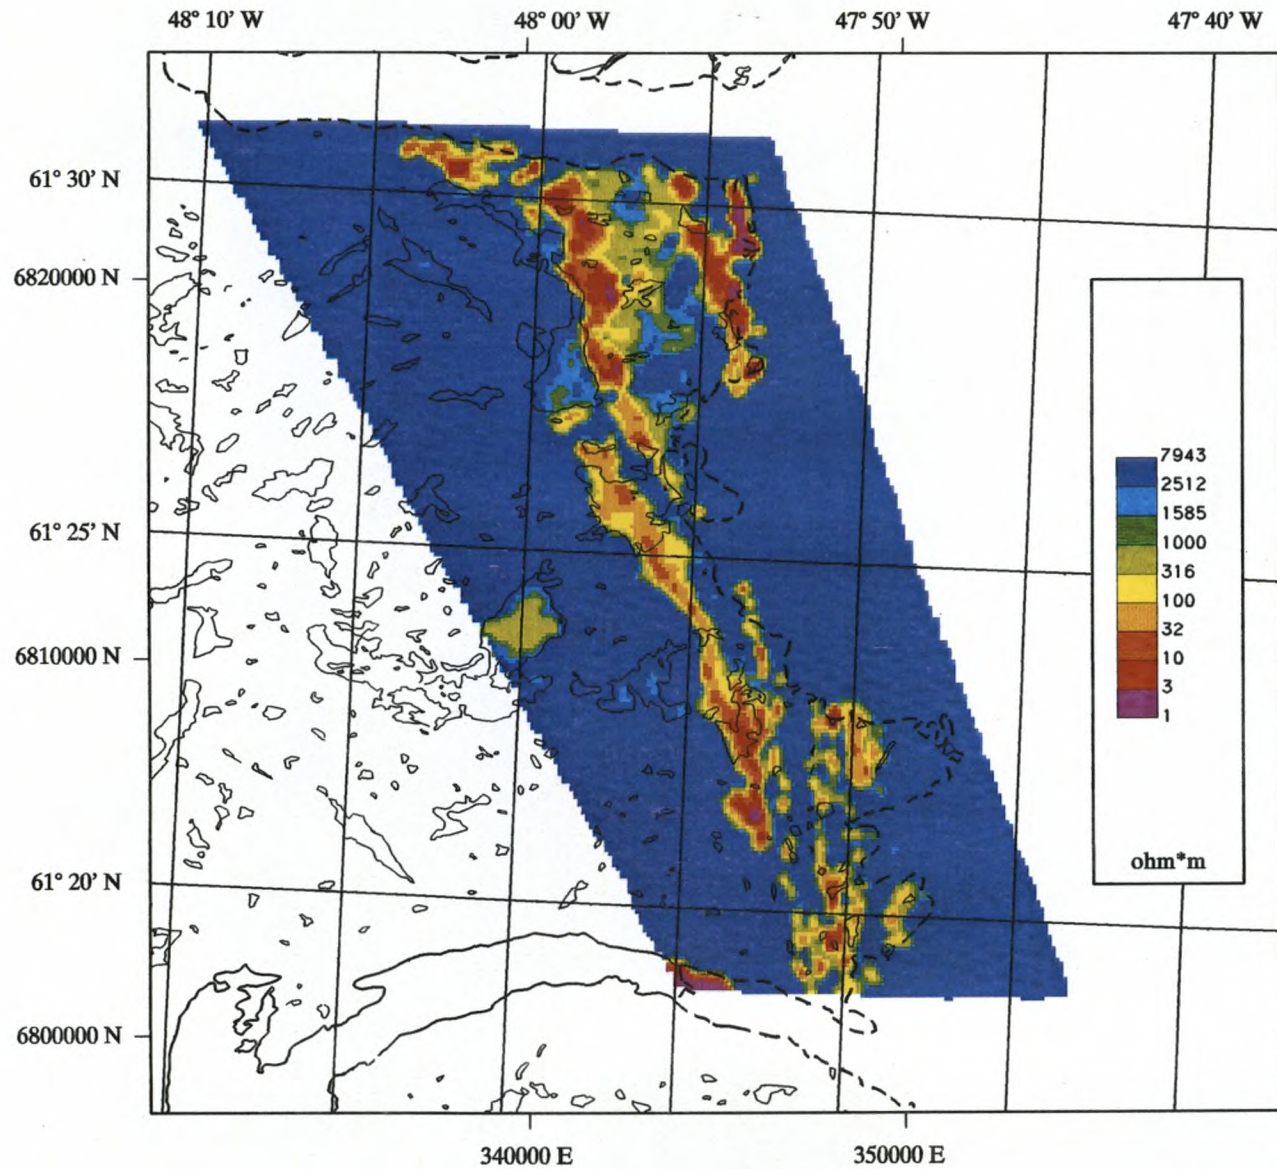 48° 10' W 48° 00' W 47° 50' W 47° 40' W
61° 30' N
6820000 N
61° 25' N
6810000 N
61° 20' N
6800000 N
340000 E 350000 E
7943
2512
1585
1000
316
100
32
10
3
1
ohm*m